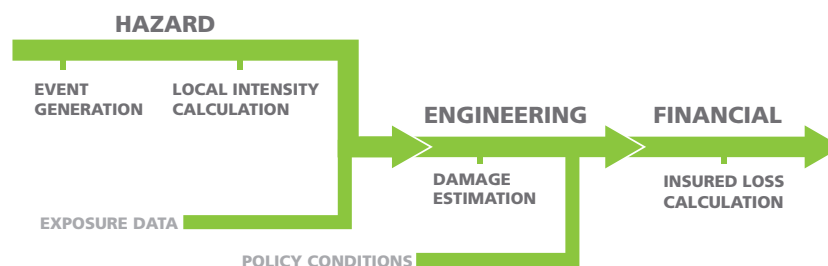 HAZARD
EVENT
GENERATION
LOCAL INTENSITY
CALCULATION
ENGINEERING
FINANCIAL
DAMAGE
ESTIMATION
INSURED LOSS
CALCULATION
EXPOSURE DATA
POLICY CONDITIONS